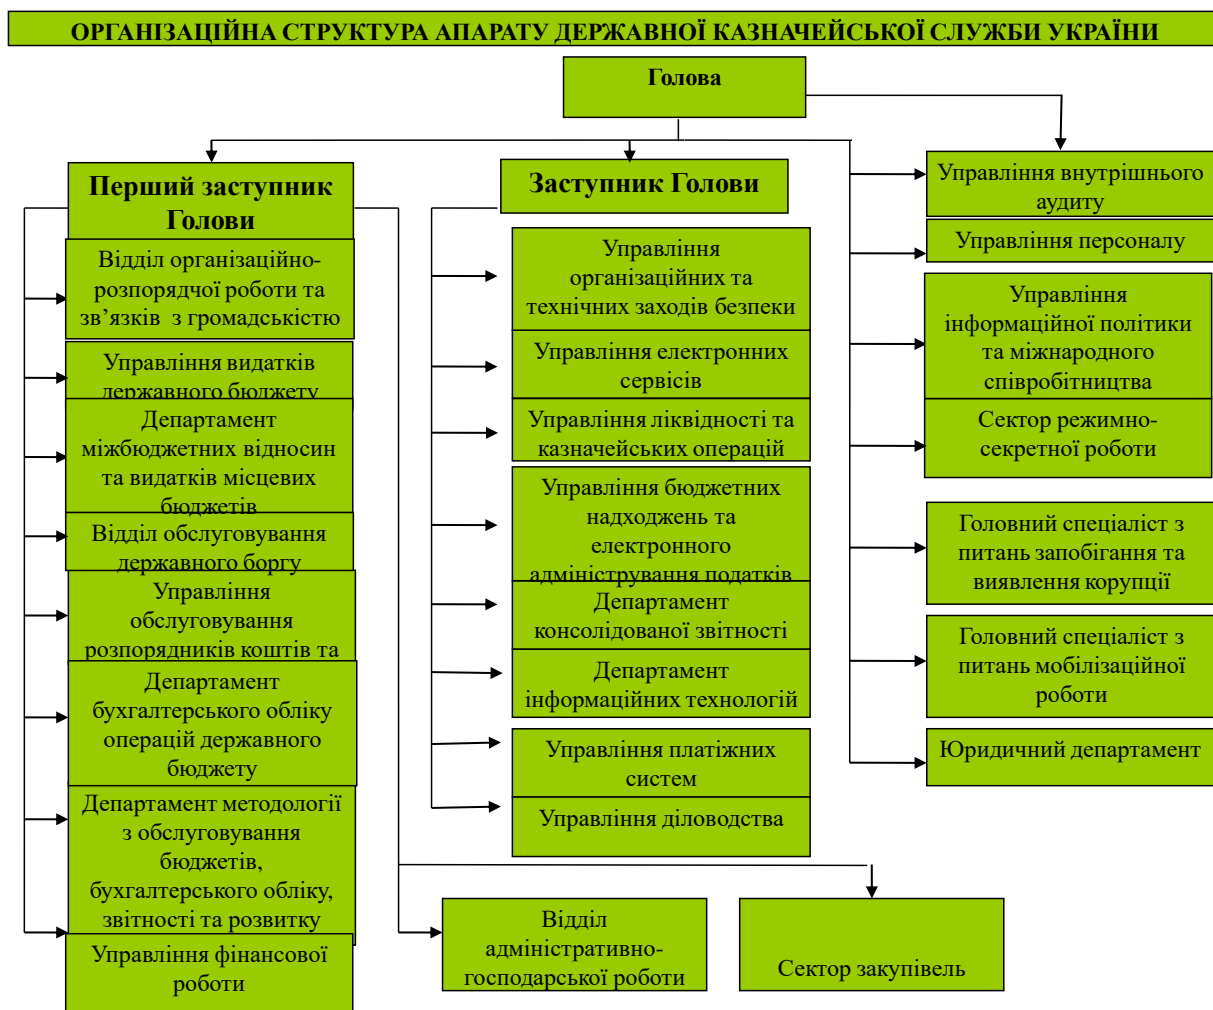 ОРГАНІЗАЦІЙНА СТРУКТУРА АПАРАТУ ДЕРЖАВНОЇ КАЗНАЧЕЙСЬКОЇ СЛУЖБИ УКРАЇНИ
Голова
Перший заступник
Голови
Відділ організаційно-
розпорядчої роботи та
зв’язків з громадськістю
Управління видатків
державного бюджету
Департамент
міжбюджетних відносин
та видатків місцевих
бюджетів
Відділ обслуговування
державного боргу
Управління
обслуговування
розпорядників коштів та
Департамент
бухгалтерського обліку
операцій державного
бюджету
Департамент методології
з обслуговування
бюджетів,
бухгалтерського обліку,
звітності та розвитку
Управління фінансової
роботи
Заступник Голови
Управління
організаційних та
технічних заходів безпеки
Управління електронних
сервісів
Управління ліквідності та
казначейських операцій
Управління бюджетних
надходжень та
електронного
адміністрування податків
Департамент
консолідованої звітності
Департамент
інформаційних технологій
Управління платіжних
систем
Управління діловодства
Відділ
адміністративно-
господарської роботи
Сектор закупівель
Управління внутрішнього
аудиту
Управління персоналу
Управління
інформаційної політики
та міжнародного
співробітництва
Сектор режимно-
секретної роботи
Головний спеціаліст з
питань запобігання та
виявлення корупції
Головний спеціаліст з
питань мобілізаційної
роботи
Юридичний департамент